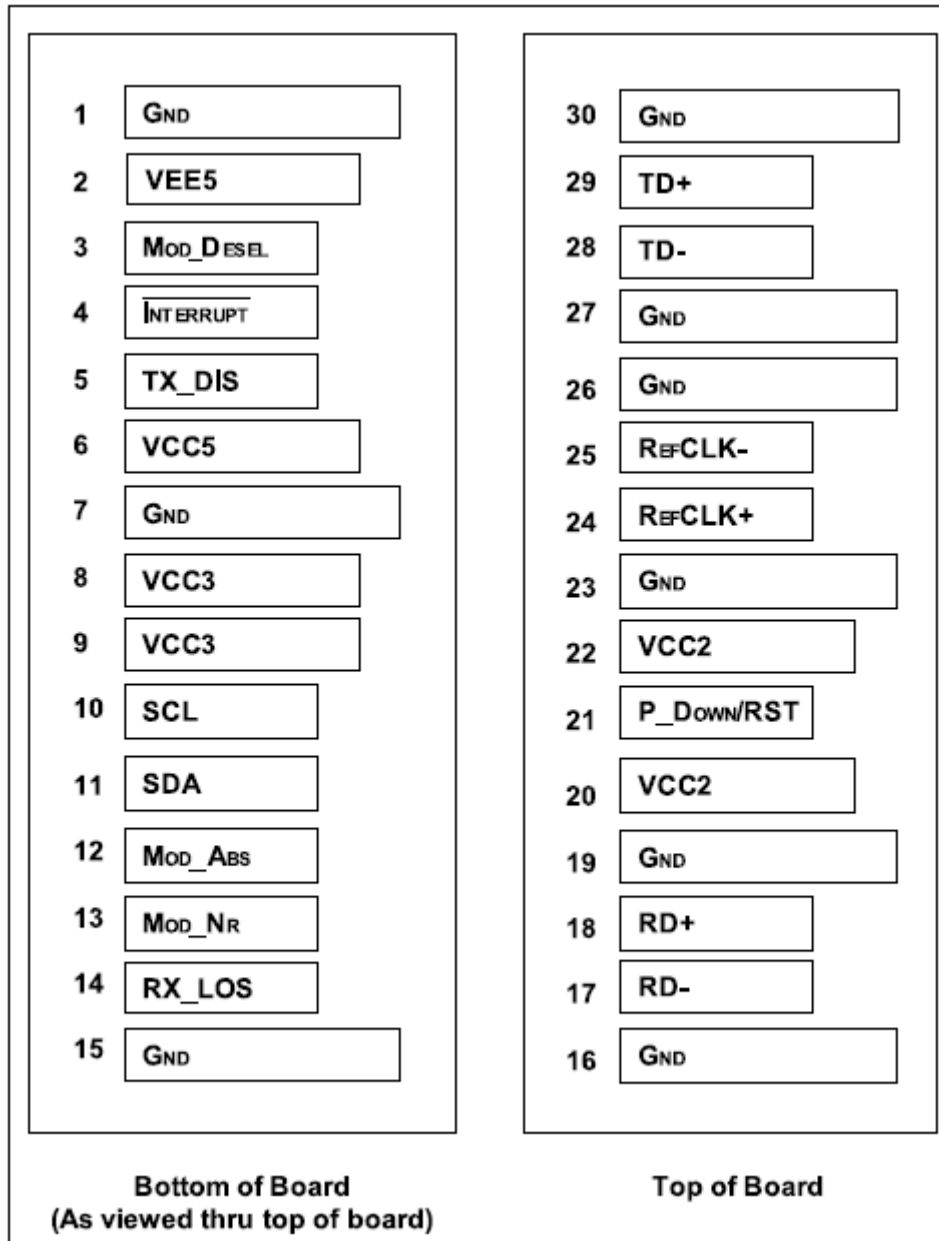 1 GND
2 VEE5
3 MOD_DESEL
4 INTERRUPT
5 TX_DIS
6 VCC5
7 GND
8 VCC3
9 VCC3
10 SCL
11 SDA
12 MOD_ABS
13 MOD_NR
14 RX_LOS
15 GND
Bottom of Board
(As viewed thru top of board)
30 GND
29 TD+
28 TD-
27 GND
26 GND
25 REFCLK-
24 REFCLK+
23 GND
22 VCC2
21 P_DOWN/RST
20 VCC2
19 GND
18 RD+
17 RD-
16 GND
Top of Board